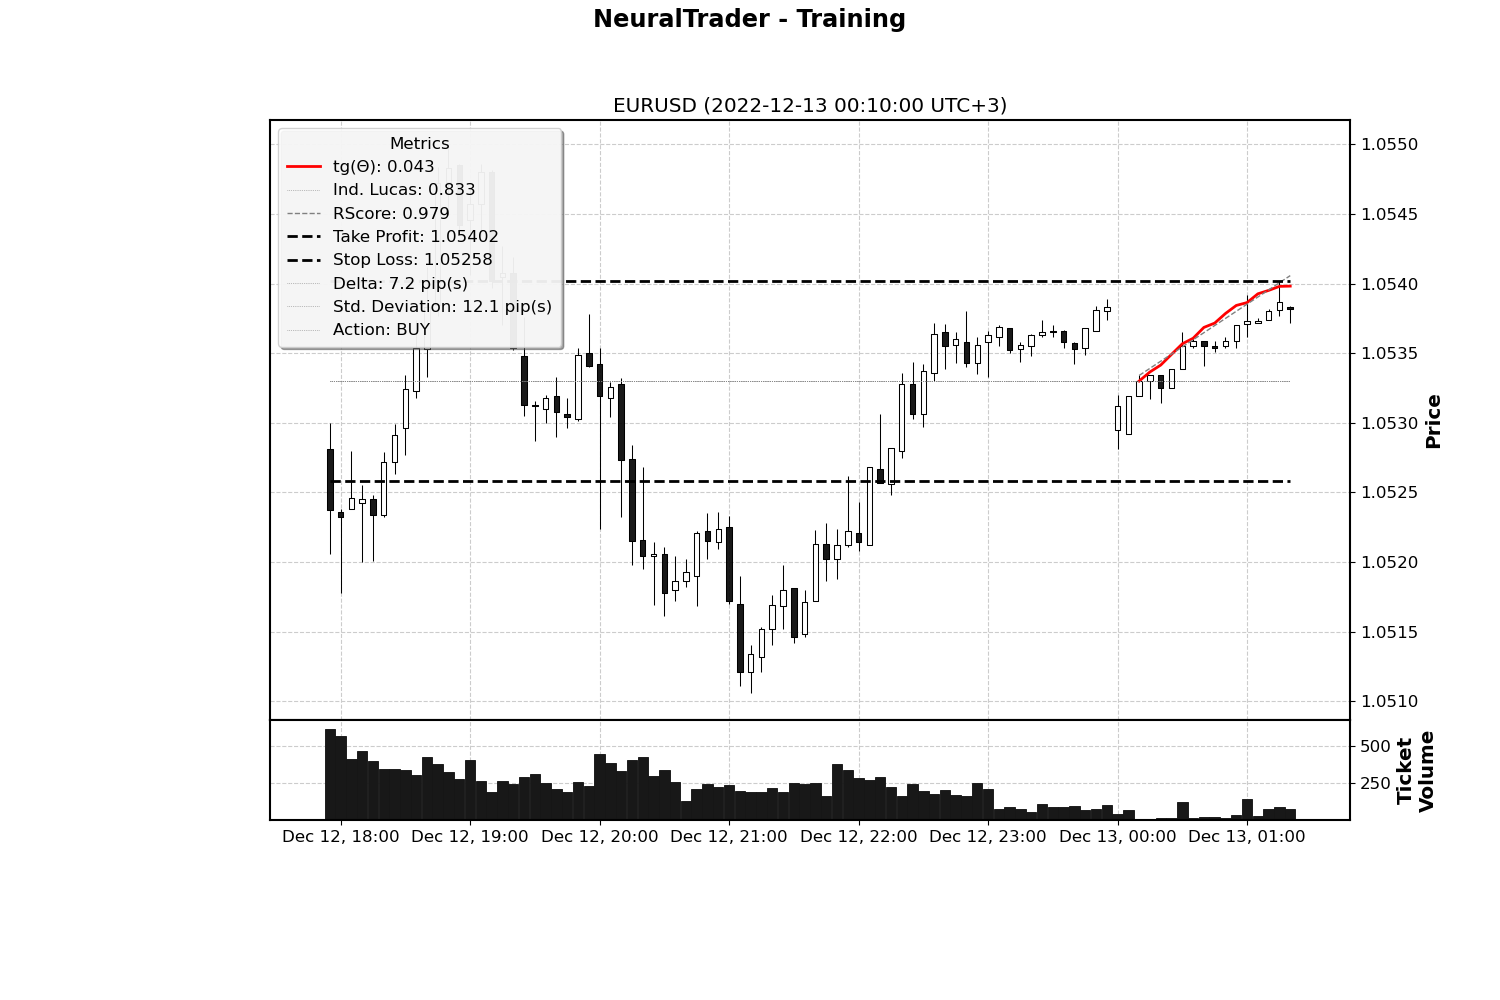 NeuralTrader - Training
EURUSD (2022-12-13 00:10:00 UTC+3)
Metrics
tg(Θ): 0.043
Ind. Lucas: 0.833
RScore: 0.979
Take Profit: 1.05402
Stop Loss: 1.05258
Delta: 7.2 pip(s)
Std. Deviation: 12.1 pip(s)
Action: BUY
1.0550
1.0545
1.0540
1.0535
1.0530
1.0525
1.0520
1.0515
1.0510
Price
500
250
Ticket
Volume
Dec 12, 18:00 Dec 12, 19:00 Dec 12, 20:00 Dec 12, 21:00 Dec 12, 22:00 Dec 12, 23:00 Dec 13, 00:00 Dec 13, 01:00